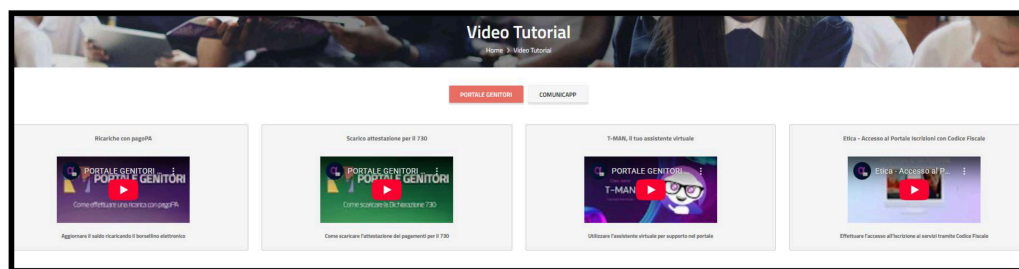 Video Tutorial
Home > Video Tutorial
PORTALE GENITORI
COMUNICAPP
Ricariche con pagoPA
PORTALE GENITORI ...
PORTALE GENITORI
Come effettuare una ricarica con pagoPA
Aggiornare il saldo ricaricando il borsellino elettronico
Scarico attestazione per il 730
PORTALE GENITORI ...
PORTALE GENITORI
Come scaricare la Dichiarazione 730
Come scaricare l'attestazione dei pagamenti per il 730
T-MAN, il tuo assistente virtuale
PORTALE GENITORI ...
T-MAN
Utilizzare l'assistente virtuale per supporto nel portale
Etica - Accesso al Portale Iscrizioni con Codice Fiscale
Etica - Accesso al P...
Effettuare l'accesso all'Iscrizione ai servizi tramite Codice Fiscale